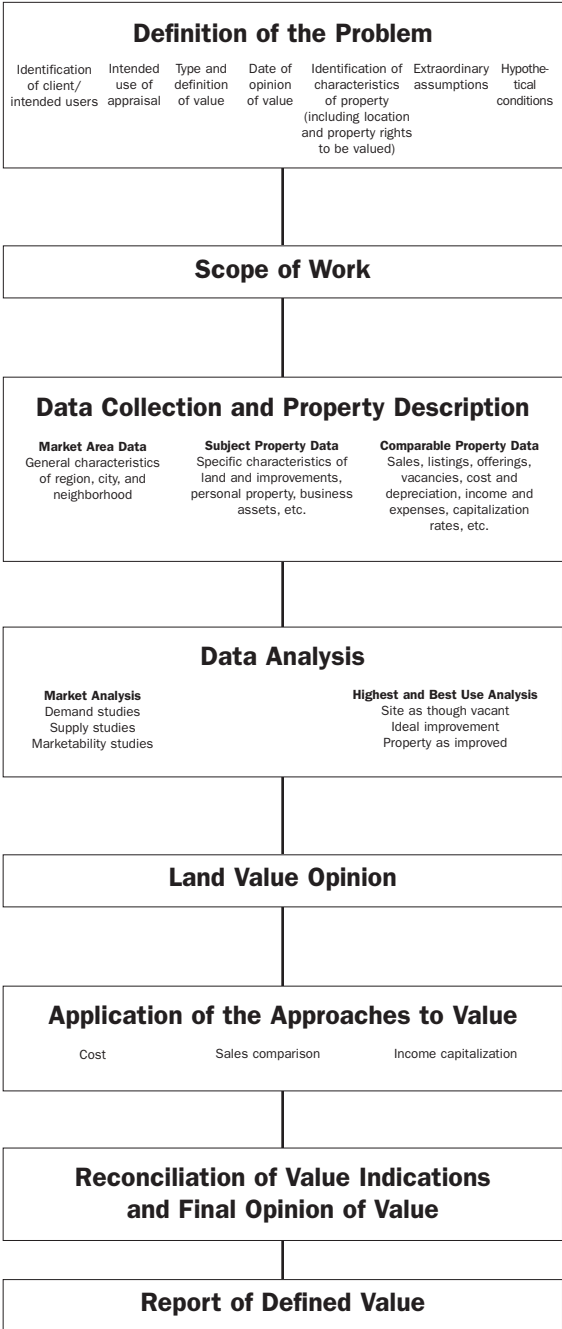 Definition of the Problem
Identification
of client/
intended users
Intended
use of
appraisal
Type and
definition
of value
Date of
opinion
of value
Identification of
characteristics
of property
(including location
and property rights
to be valued)
Extraordinary
assumptions
Hypothe-
tical
conditions
Scope of Work
Data Collection and Property Description
Market Area Data
General characteristics
of region, city, and
neighborhood
Subject Property Data
Specific characteristics of
land and improvements,
personal property, business
assets, etc.
Comparable Property Data
Sales, listings, offerings,
vacancies, cost and
depreciation, income and
expenses, capitalization
rates, etc.
Data Analysis
Market Analysis
Demand studies
Supply studies
Marketability studies
Highest and Best Use Analysis
Site as though vacant
Ideal improvement
Property as improved
Land Value Opinion
Application of the Approaches to Value
Cost
Sales comparison
Income capitalization
Reconciliation of Value Indications
and Final Opinion of Value
Report of Defined Value